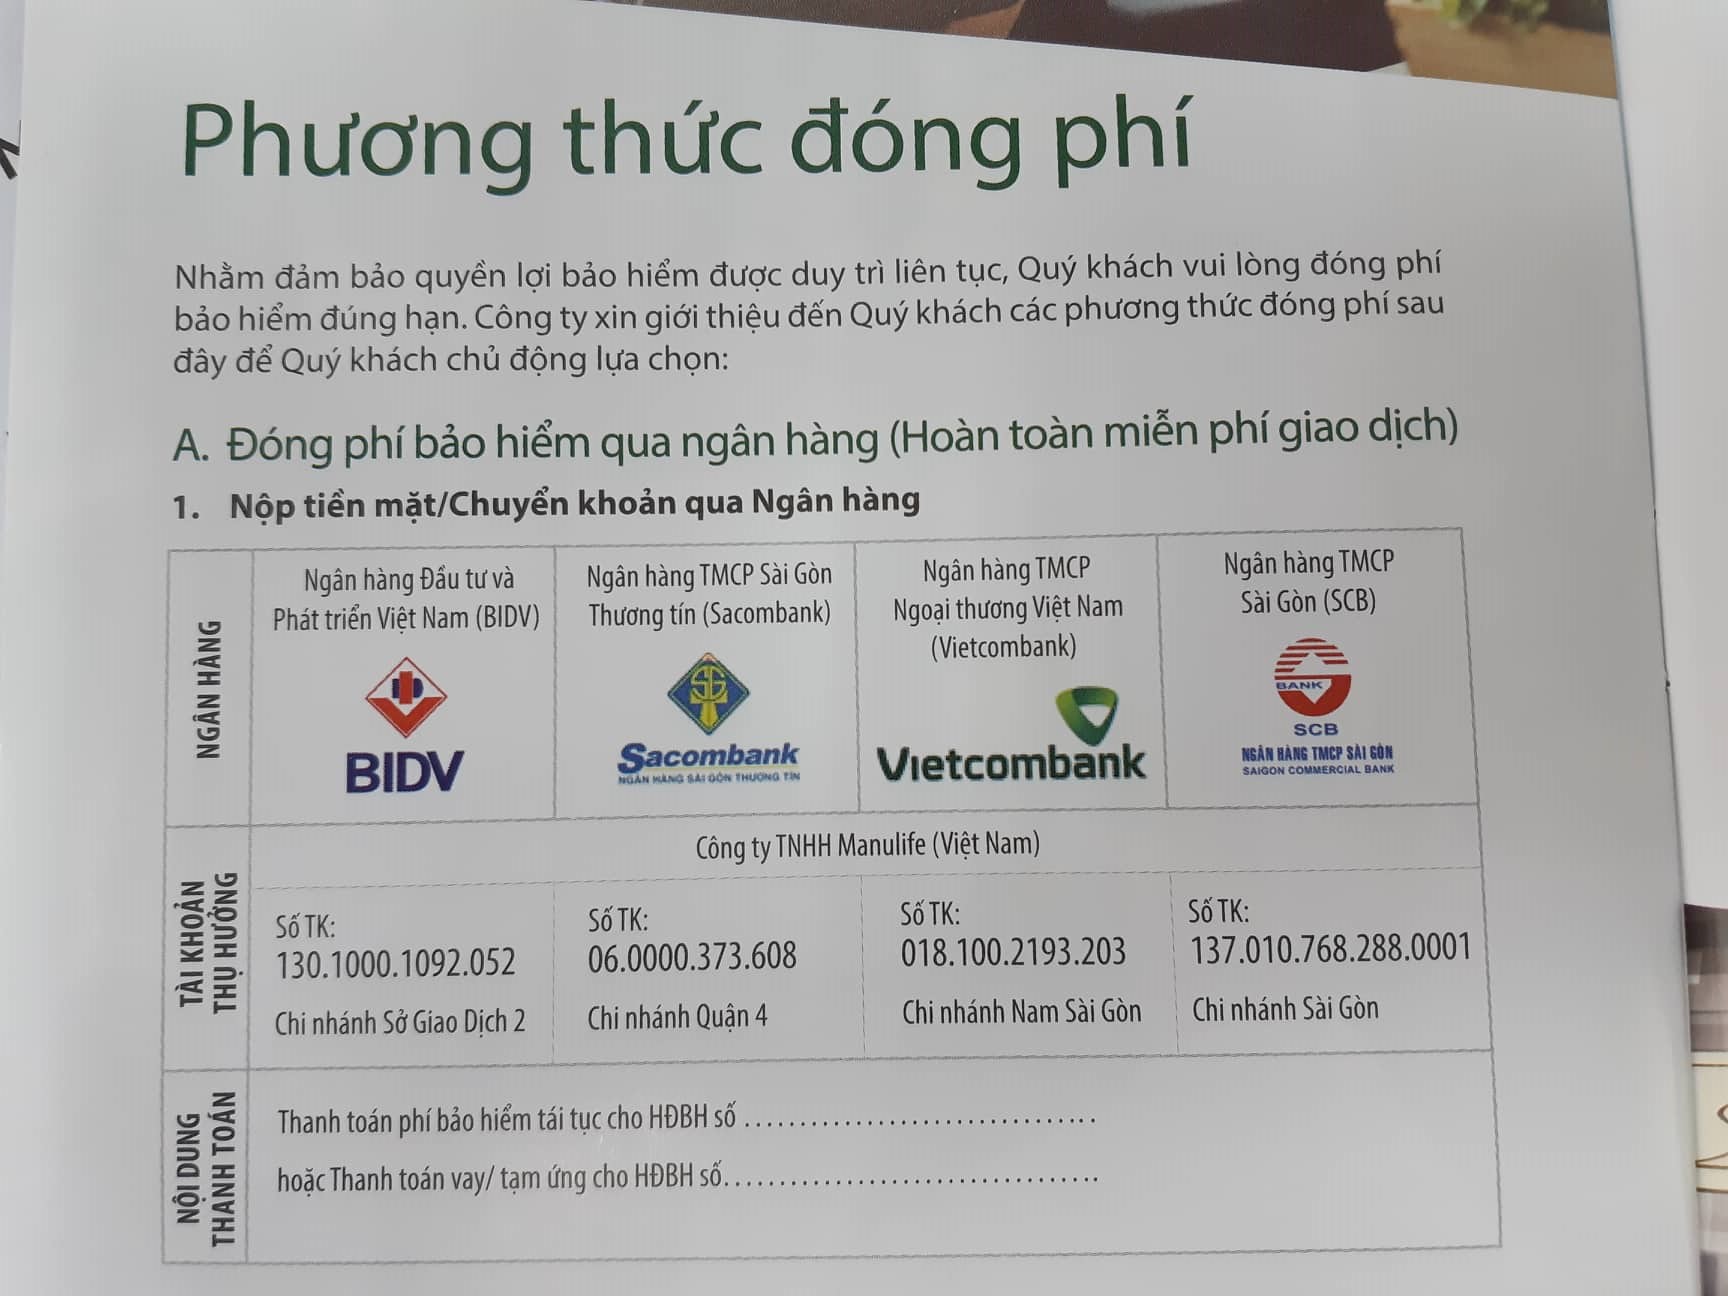 Phương thức đóng phí
Nhằm đảm bảo quyền lợi bảo hiểm được duy trì liên tục, Quý khách vui lòng đóng phí
bảo hiểm đúng hạn. Công ty xin giới thiệu đến Quý khách các phương thức đóng phí sau
đây để Quý khách chủ động lựa chọn:
A. Đóng phí bảo hiểm qua ngân hàng (Hoàn toàn miễn phí giao dịch)
1. Nộp tiền mặt/Chuyển khoản qua Ngân hàng
NGÂN HÀNG
Ngân hàng Đầu tư và
Phát triển Việt Nam (BIDV)
BIDV
Ngân hàng TMCP Sài Gòn
Thương tín (Sacombank)
SG
Sacombank
NGÂN HÀNG SÀI GÒN THƯƠNG TÍN
Ngân hàng TMCP
Ngoại thương Việt Nam
(Vietcombank)
Vietcombank
Ngân hàng TMCP
Sài Gòn (SCB)
BANK
SCB
NGÂN HÀNG TMCP SÀI GÒN
SAIGON COMMERCIAL BANK
TÀI KHOẢN
THỤ HƯỞNG
Công ty TNHH Manulife (Việt Nam)
Số TK:
130.1000.1092.052
Chi nhánh Sở Giao Dịch 2
Số TK:
06.0000.373.608
Chi nhánh Quận 4
Số TK:
018.100.2193.203
Chi nhánh Nam Sài Gòn
Số TK:
137.010.768.288.0001
Chi nhánh Sài Gòn
NỘI DUNG
THANH TOÁN
Thanh toán phí bảo hiểm tái tục cho HĐBH số ................................
hoặc Thanh toán vay/ tạm ứng cho HĐBH số..................................